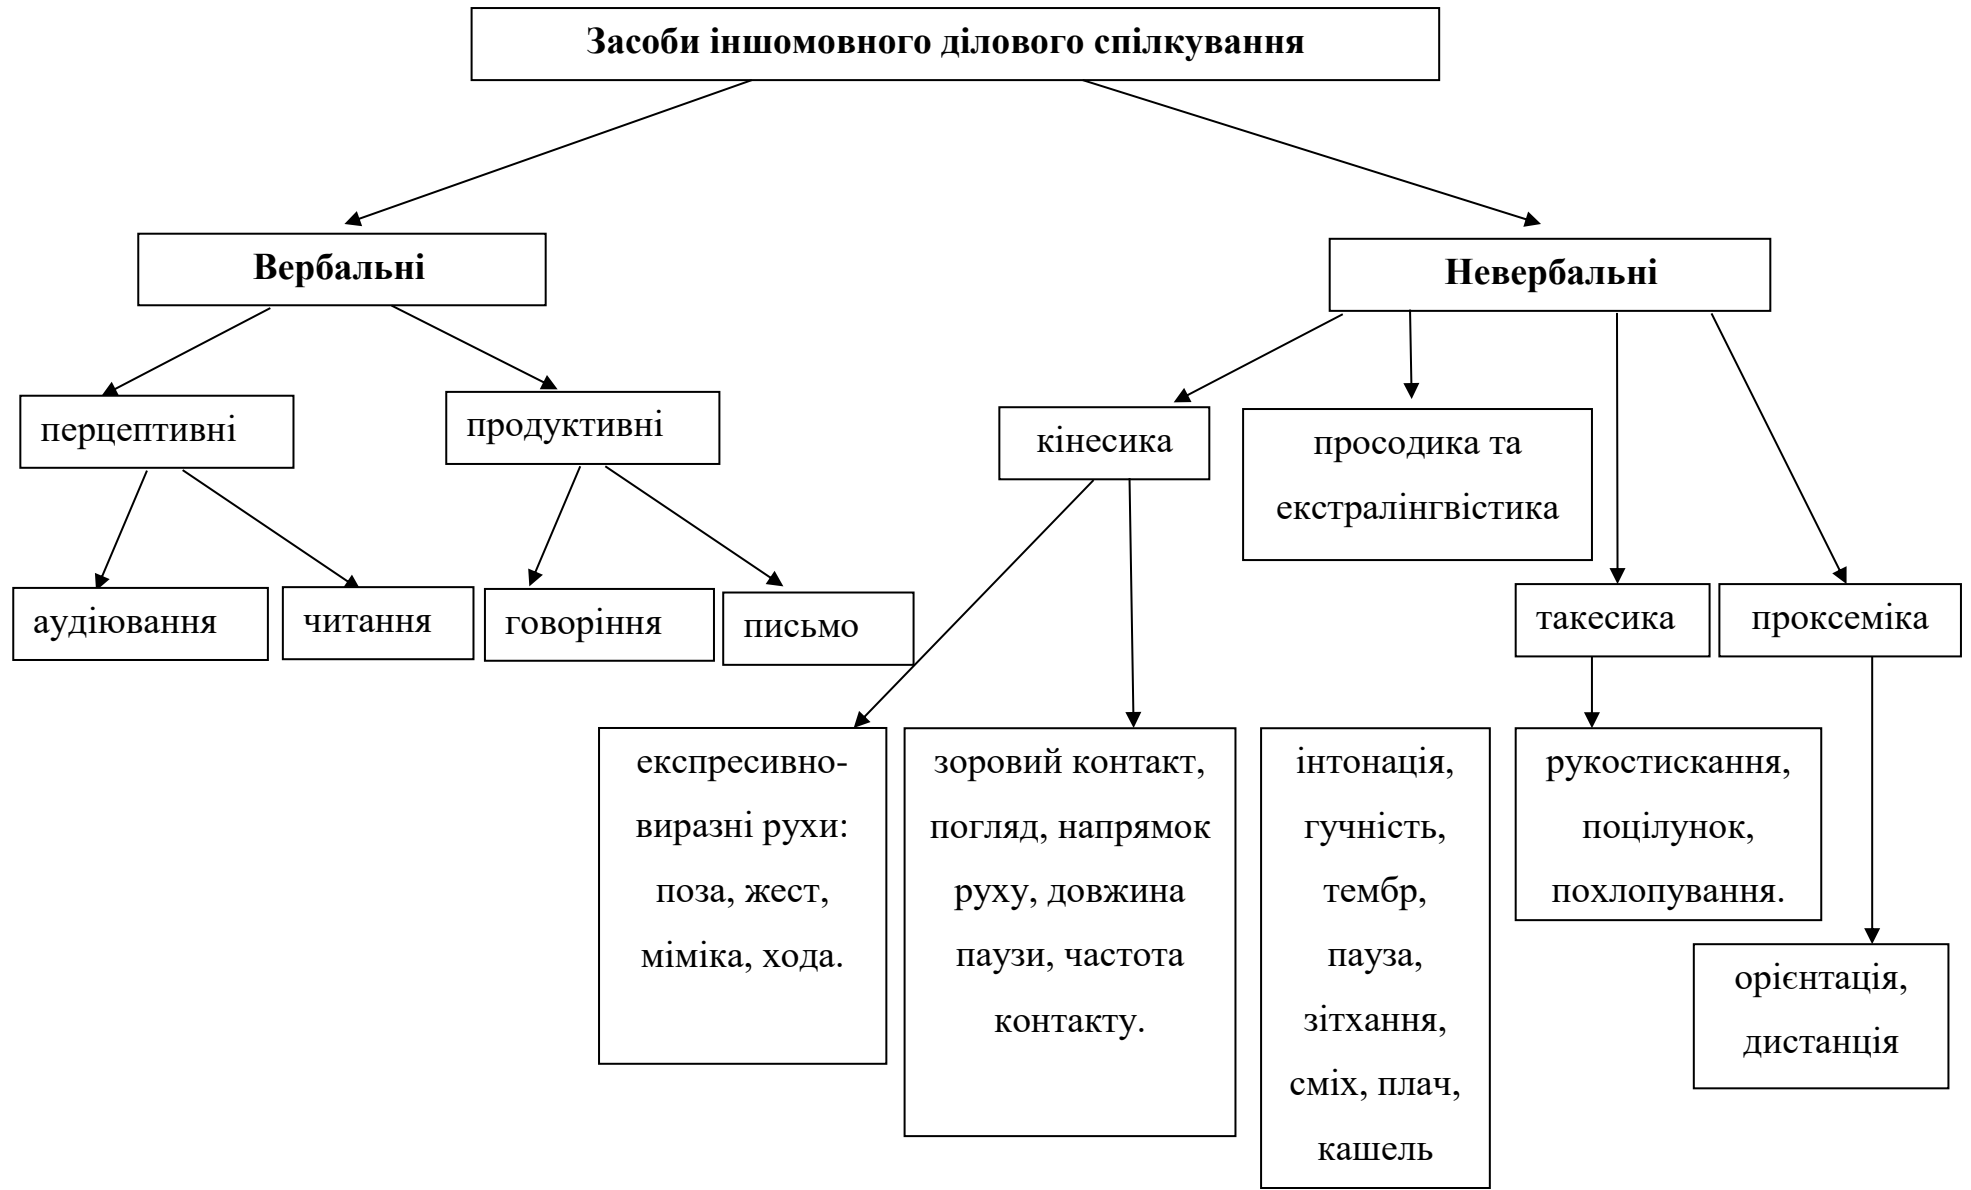 Засоби іншомовного ділового спілкування
Вербальні
Невербальні
перцептивні
продуктивні
кінесика
просодика та
екстралінгвістика
аудіювання
читання
говоріння
письмо
такесика
проксеміка
експресивно-
виразні рухи:
поза, жест,
міміка, хода.
зоровий контакт,
погляд, напрямок
руху, довжина
паузи, частота
контакту.
інтонація,
гучність,
тембр,
пауза,
зітхання,
сміх, плач,
кашель
рукостискання,
поцілунок,
похлопування.
орієнтація,
дистанція